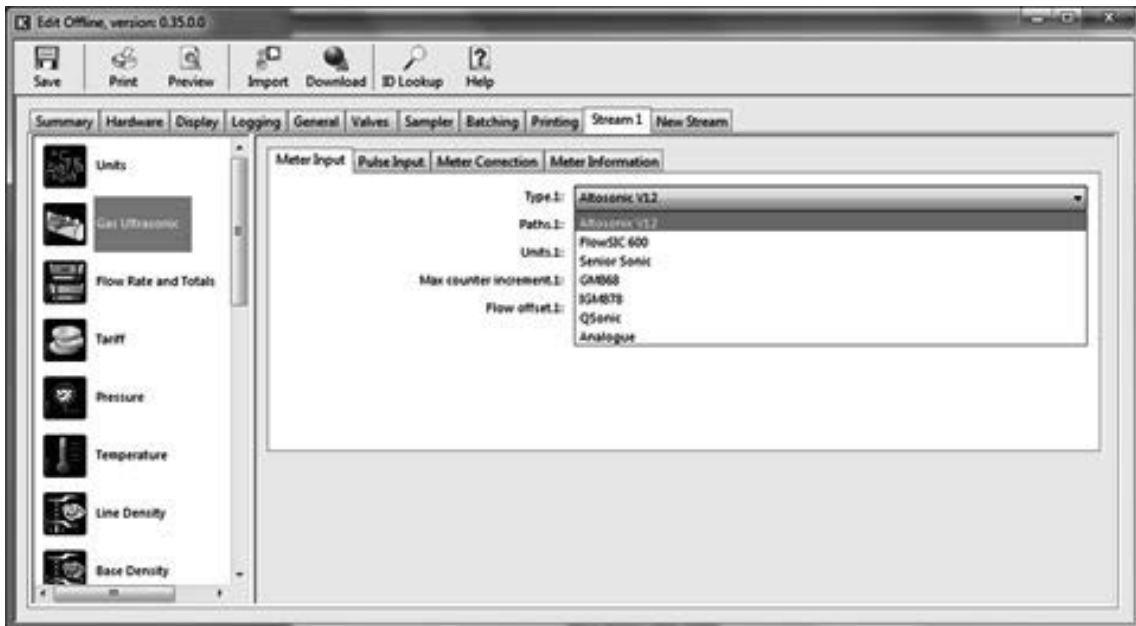 Edit Offline, version: 0.35.0.0
Save Print Preview Import Download ID Lookup Help
Summary Hardware Display Logging General Valves Sampler Batching Printing Stream 1 New Stream
Units
Gas Ultrasonic
Flow Rate and Totals
Tariff
Pressure
Temperature
Line Density
Base Density
Meter Input Pulse Input Meter Correction Meter Information
Type.1: Altosonic V12
Paths.1: Altosonic V12
FlowSIC 600
Units.1:
Senior Sonic
Max counter increment.1: GM868
IGM878
Flow offset.1:
QSonic
Analogue